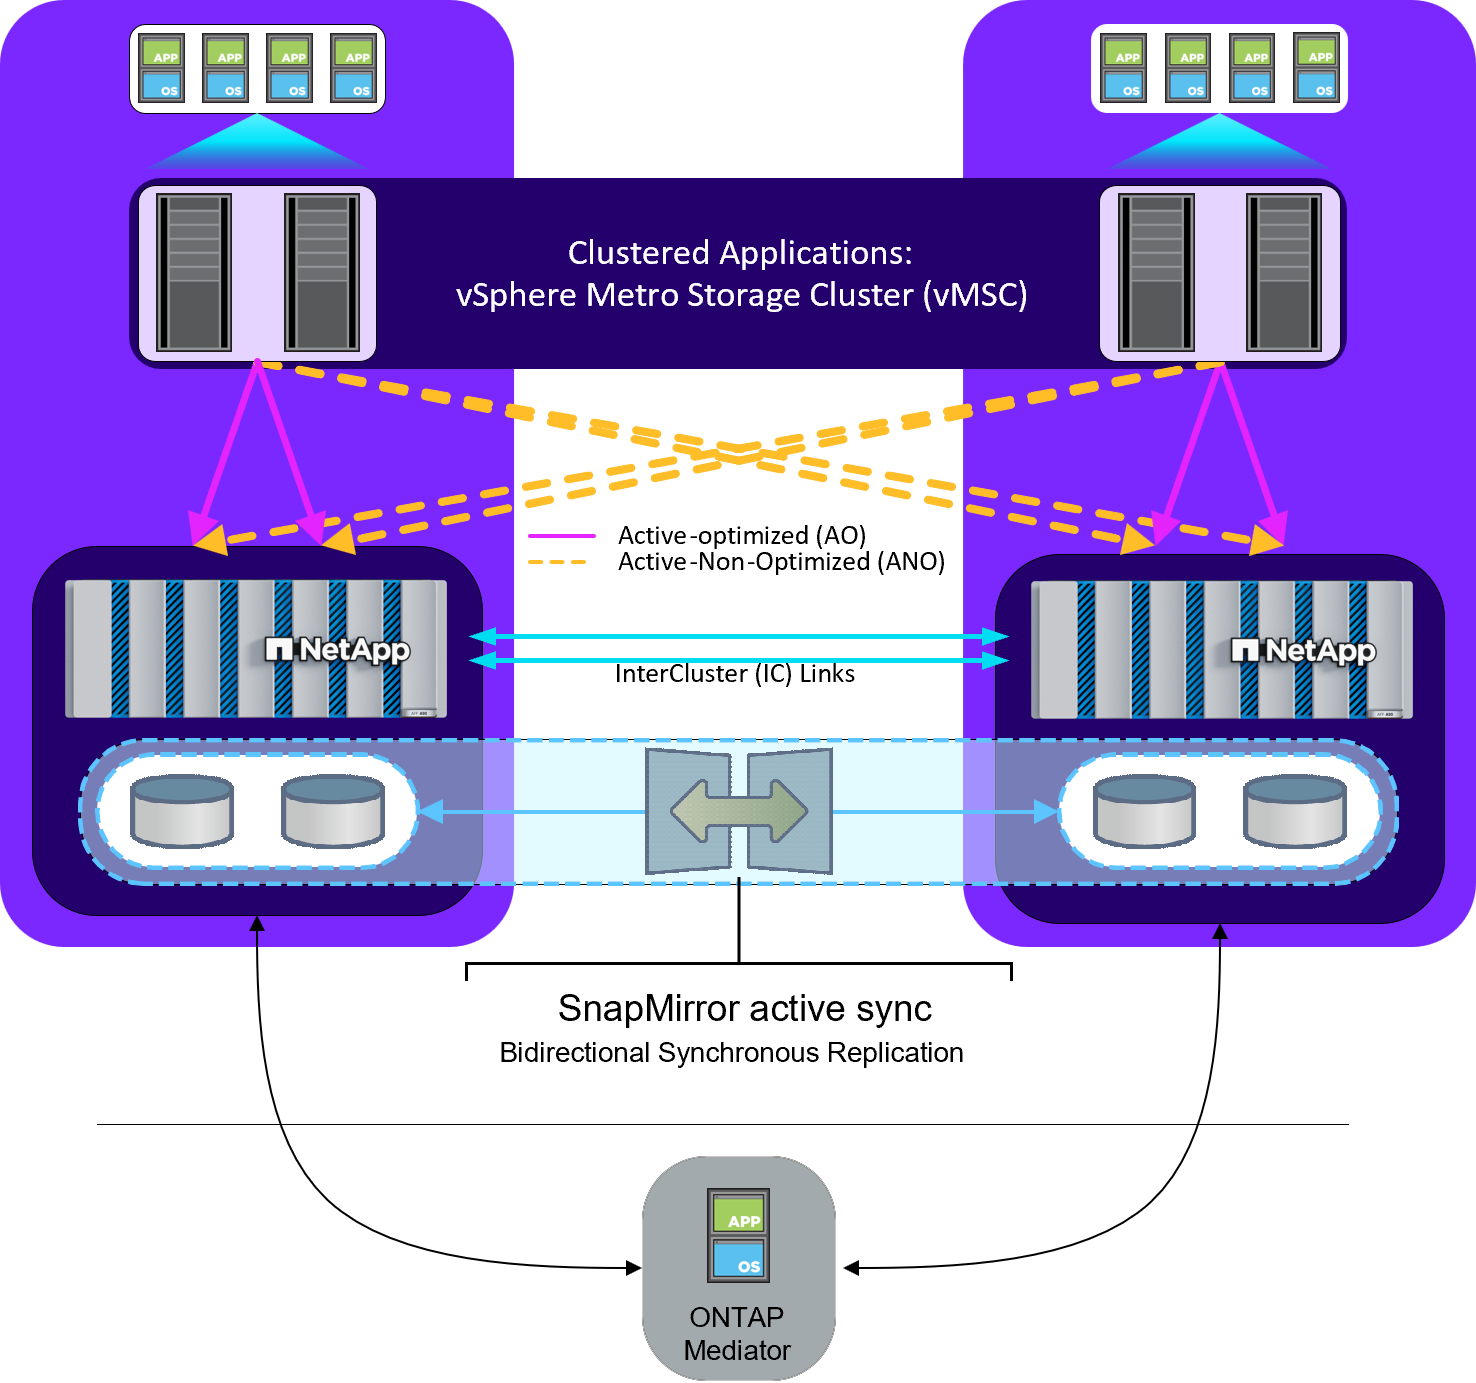 APP APP APP APP
OS OS OS OS
APP APP APP APP
OS OS OS OS
Clustered Applications:
vSphere Metro Storage Cluster (vMSC)
Active-optimized (AO)
Active-Non-Optimized (ANO)
NetApp
NetApp
InterCluster (IC) Links
SnapMirror active sync
Bidirectional Synchronous Replication
APP
OS
ONTAP
Mediator